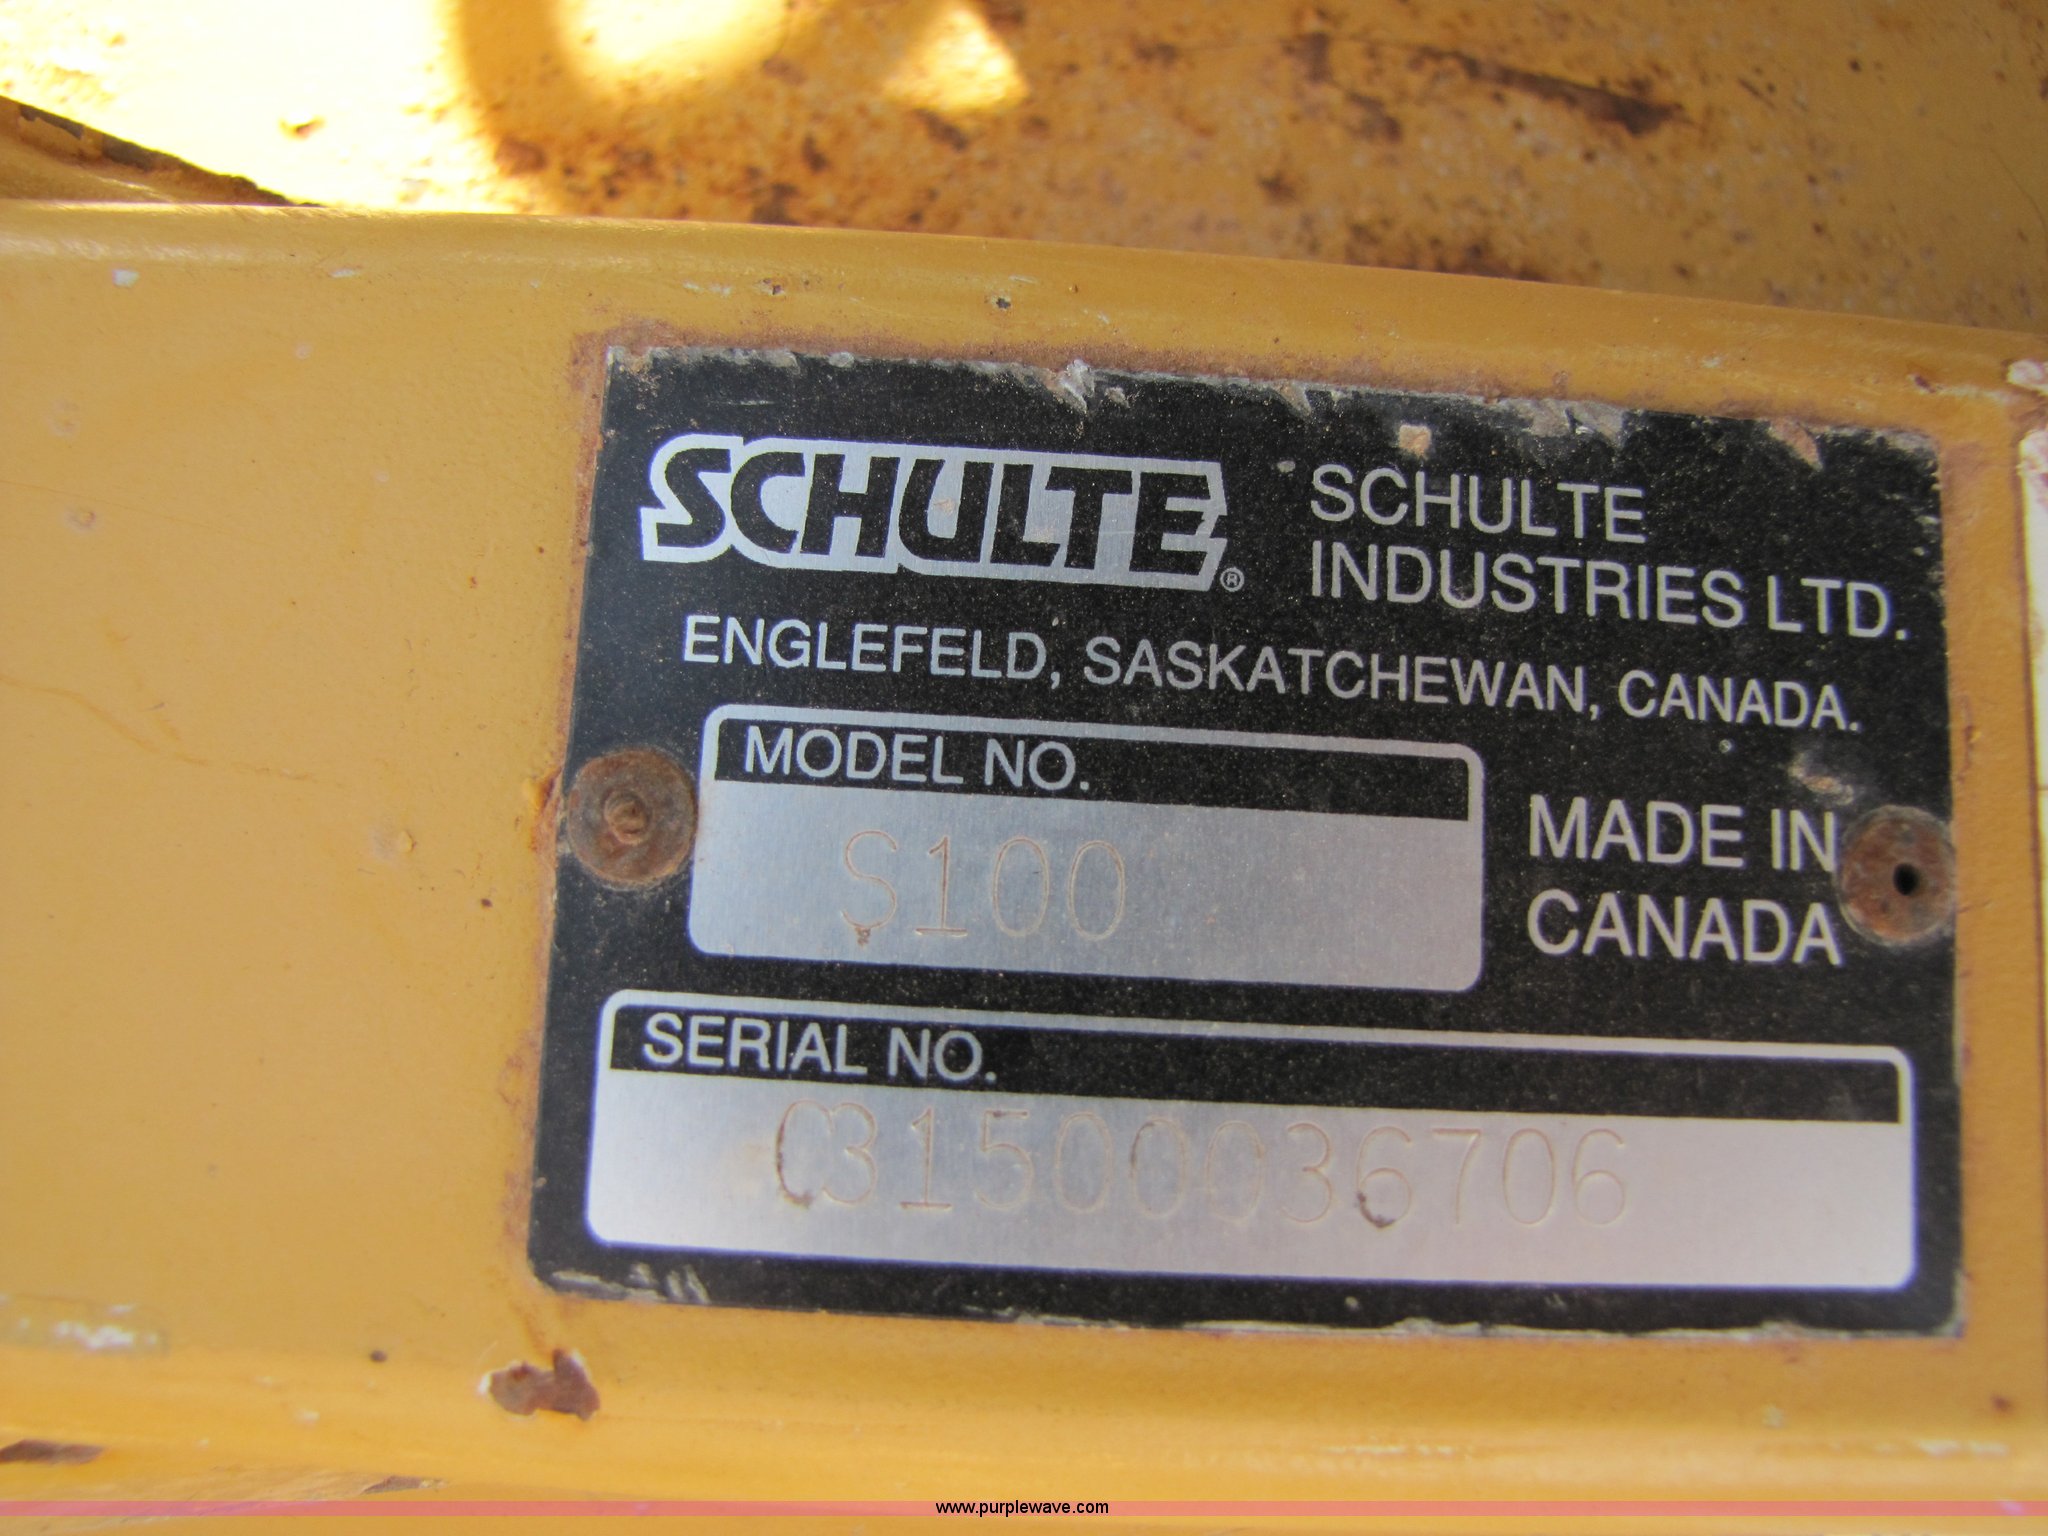 SCHULTE®
SCHULTE
INDUSTRIES LTD.
ENGLEFELD, SASKATCHEWAN, CANADA.
MODEL NO.
S100
MADE IN
CANADA
SERIAL NO.
C31500036706
www.purplewave.com